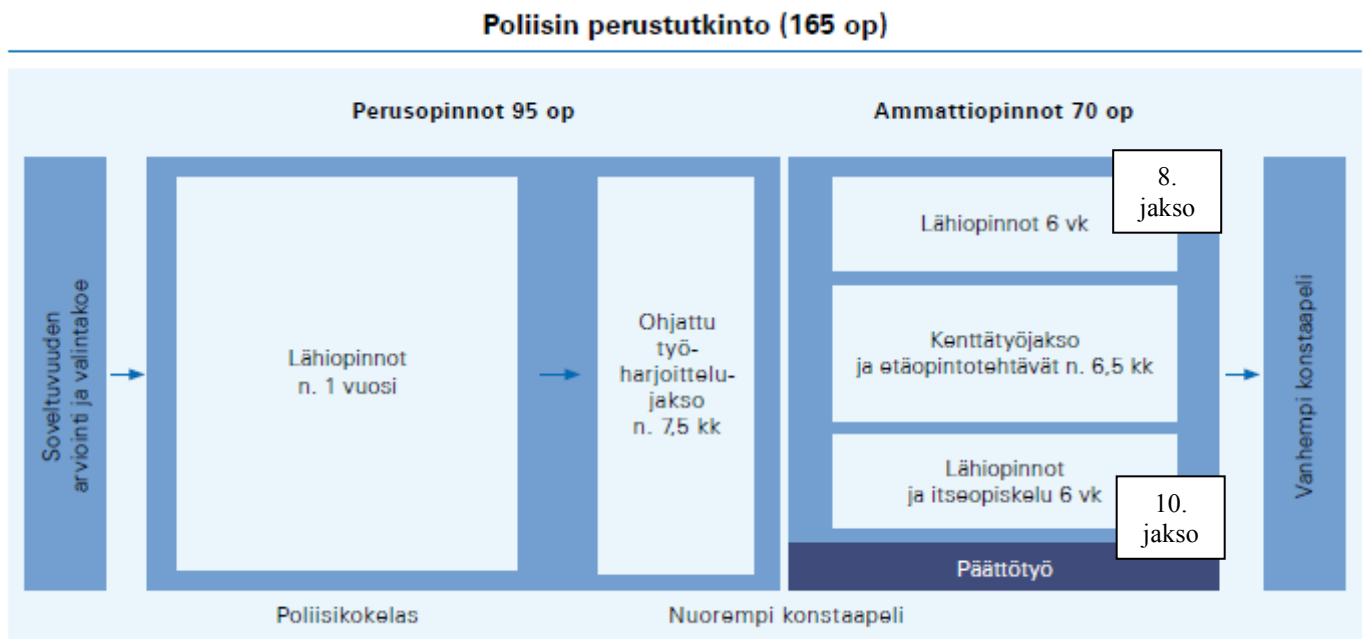 Poliisin perustutkinto (165 op)
Perusopinnot 95 op
Ammattiopinnot 70 op
Soveltuvuuden
arviointi ja valintakoe
Lähiopinnot
n. 1 vuosi
Ohjattu
työ-
harjoittelu-
jakso
n. 7,5 kk
8.
jakso
Lähiopinnot 6 vk
Kenttätyöjakso
ja etäopintotehtävät n. 6,5 kk
Lähiopinnot
ja itseopiskelu 6 vk
10.
jakso
Päättötyö
Vanhempi konstaapeli
Poliisikokelas
Nuorempi konstaapeli